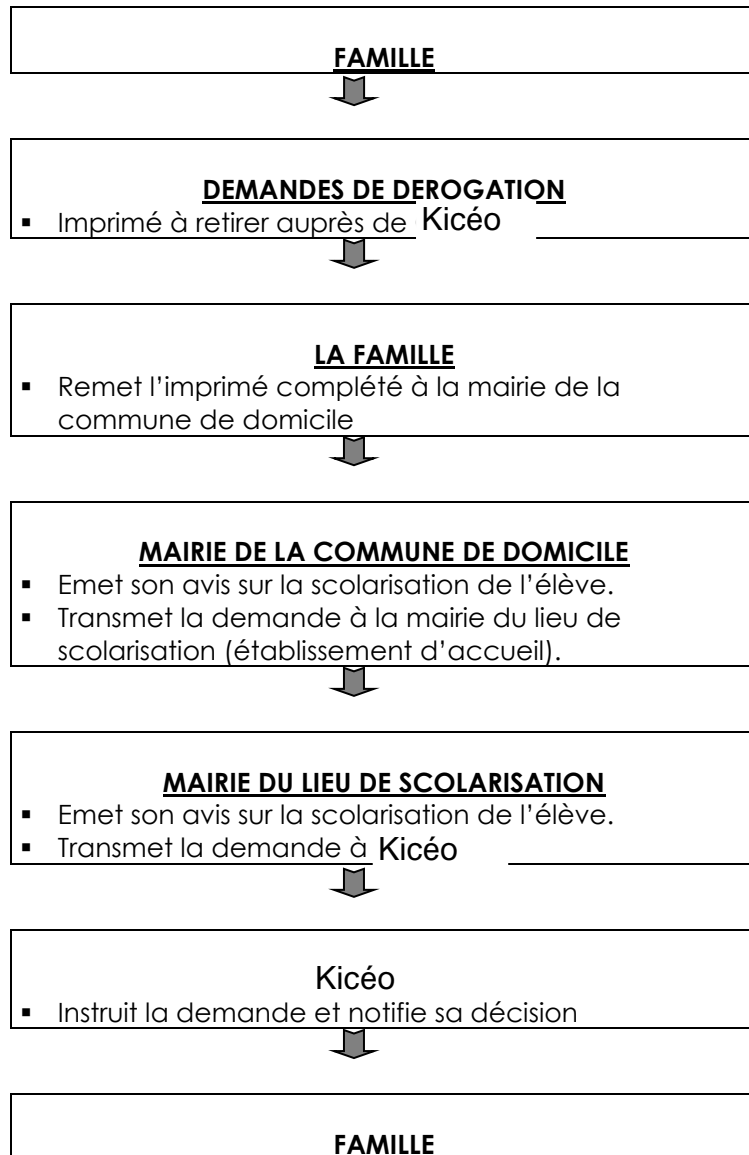 FAMILLE
DEMANDES DE DEROGATION
▪ Imprimé à retirer auprès de Kicéo
LA FAMILLE
▪ Remet l’imprimé complété à la mairie de la
commune de domicile
MAIRIE DE LA COMMUNE DE DOMICILE
▪ Emet son avis sur la scolarisation de l’élève.
▪ Transmet la demande à la mairie du lieu de
scolarisation (établissement d’accueil).
MAIRIE DU LIEU DE SCOLARISATION
▪ Emet son avis sur la scolarisation de l’élève.
▪ Transmet la demande à Kicéo
Kicéo
▪ Instruit la demande et notifie sa décision
FAMILLE